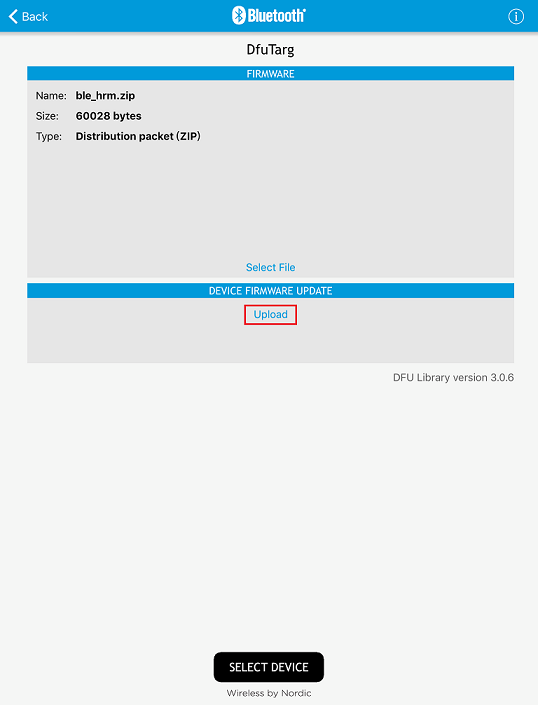 Back
Bluetooth®
i
DfuTarg
FIRMWARE
Name: ble_hrm.zip
Size: 60028 bytes
Type: Distribution packet (ZIP)
Select File
DEVICE FIRMWARE UPDATE
Upload
DFU Library version 3.0.6
SELECT DEVICE
Wireless by Nordic